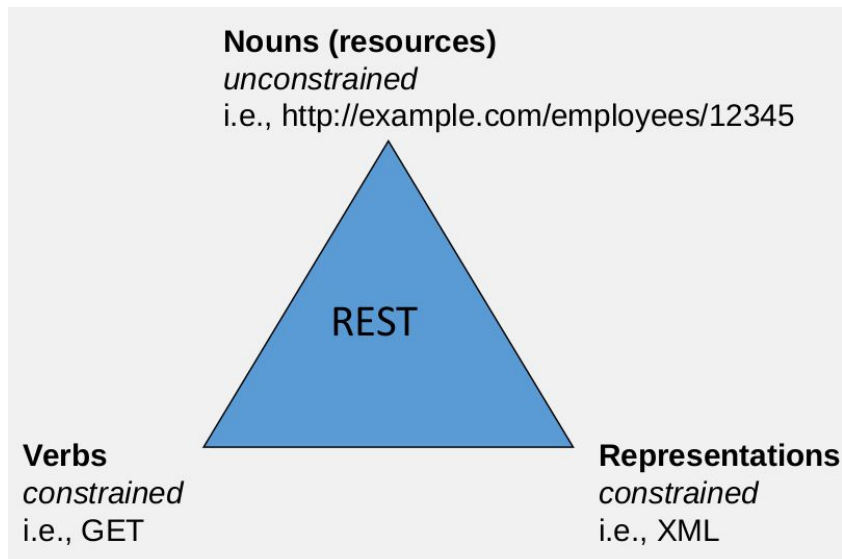 Nouns (resources)
unconstrained
i.e., http://example.com/employees/12345
REST
Verbs
constrained
i.e., GET
Representations
constrained
i.e., XML